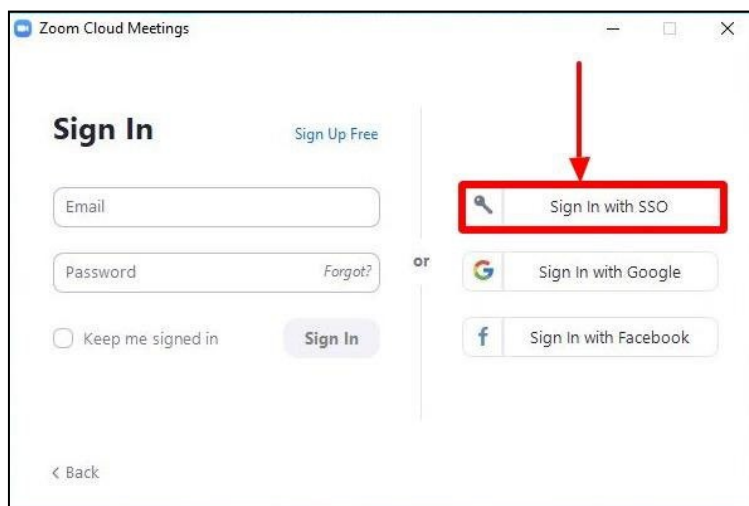 Zoom Cloud Meetings
Sign In
Sign Up Free
Email
Password
Forgot?
Keep me signed in
Sign In
or
Sign In with SSO
Sign In with Google
Sign In with Facebook
< Back